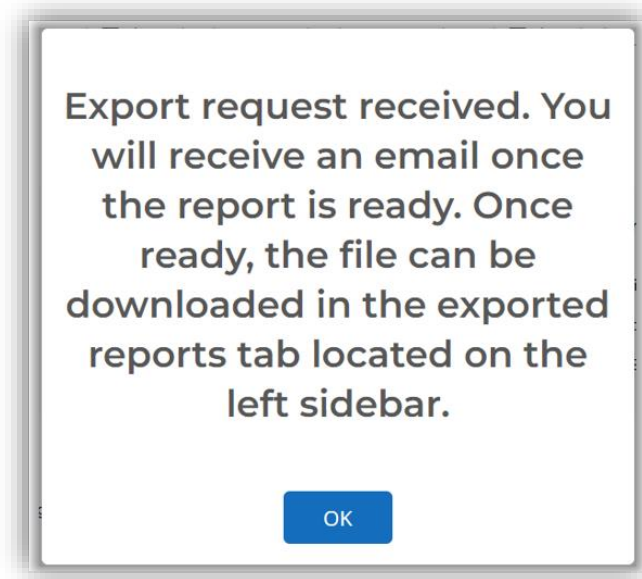 Export request received. You
will receive an email once
the report is ready. Once
ready, the file can be
downloaded in the exported
reports tab located on the
left sidebar.
OK